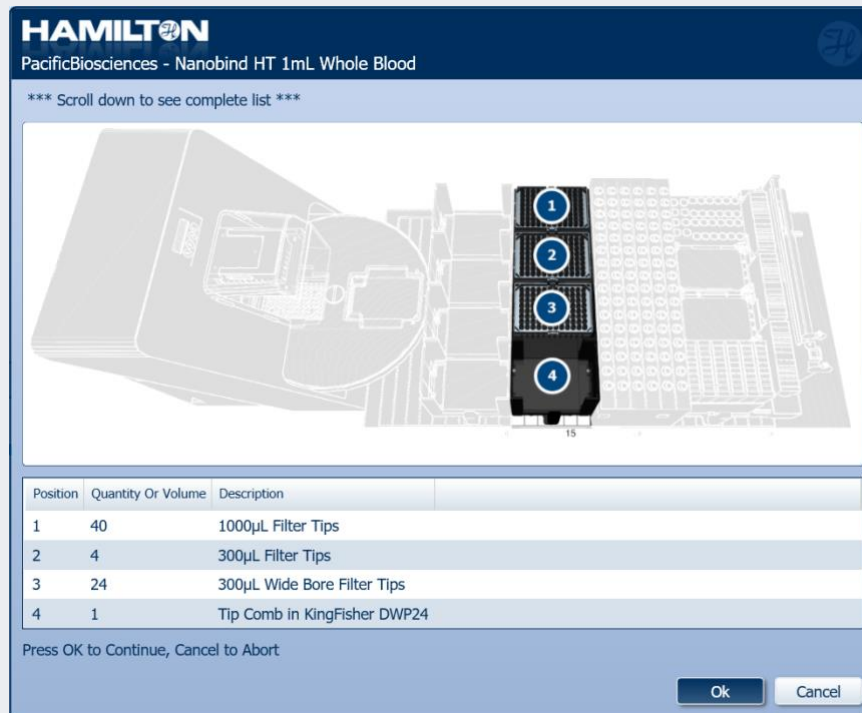 HAMILTON
PacificBiosciences - Nanobind HT 1mL Whole Blood
*** Scroll down to see complete list ***
1
2
3
4
15
Position Quantity Or Volume Description
1 40 1000µL Filter Tips
2 4 300µL Filter Tips
3 24 300µL Wide Bore Filter Tips
4 1 Tip Comb in KingFisher DWP24
Press OK to Continue, Cancel to Abort
Ok Cancel